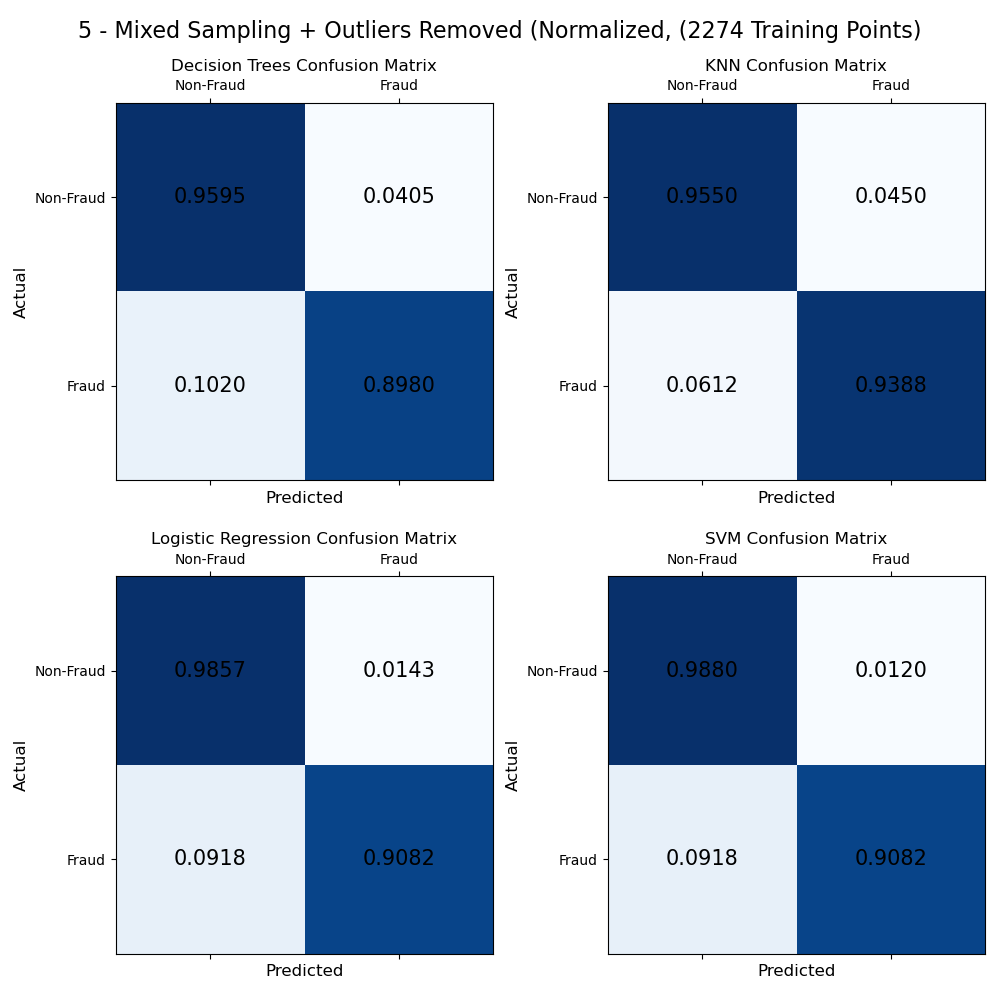 5 - Mixed Sampling + Outliers Removed (Normalized, (2274 Training Points)
Decision Trees Confusion Matrix
Non-Fraud Fraud
Non-Fraud 0.9595 0.0405
Actual
Fraud 0.1020 0.8980
Predicted
KNN Confusion Matrix
Non-Fraud Fraud
Non-Fraud 0.9550 0.0450
Actual
Fraud 0.0612 0.9388
Predicted
Logistic Regression Confusion Matrix
Non-Fraud Fraud
Non-Fraud 0.9857 0.0143
Actual
Fraud 0.0918 0.9082
Predicted
SVM Confusion Matrix
Non-Fraud Fraud
Non-Fraud 0.9880 0.0120
Actual
Fraud 0.0918 0.9082
Predicted